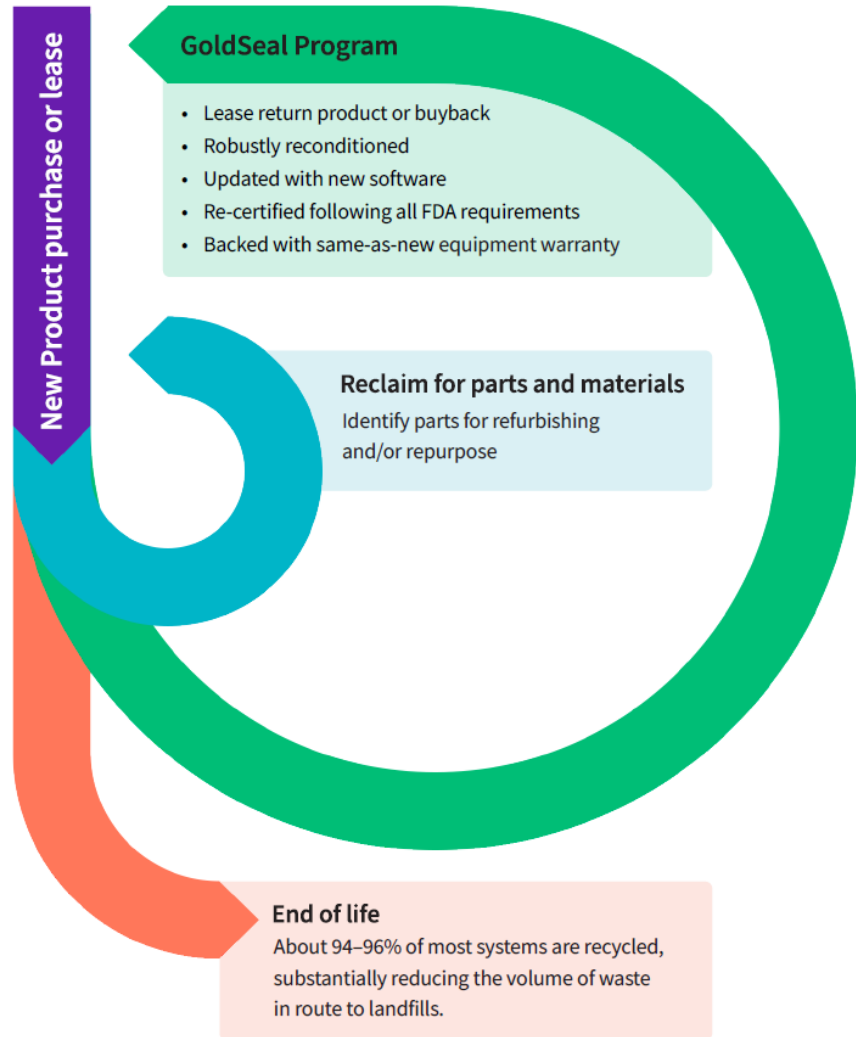 New Product purchase or lease
GoldSeal Program
• Lease return product or buyback
• Robustly reconditioned
• Updated with new software
• Re-certified following all FDA requirements
• Backed with same-as-new equipment warranty
Reclaim for parts and materials
Identify parts for refurbishing
and/or repurpose
End of life
About 94–96% of most systems are recycled,
substantially reducing the volume of waste
in route to landfills.